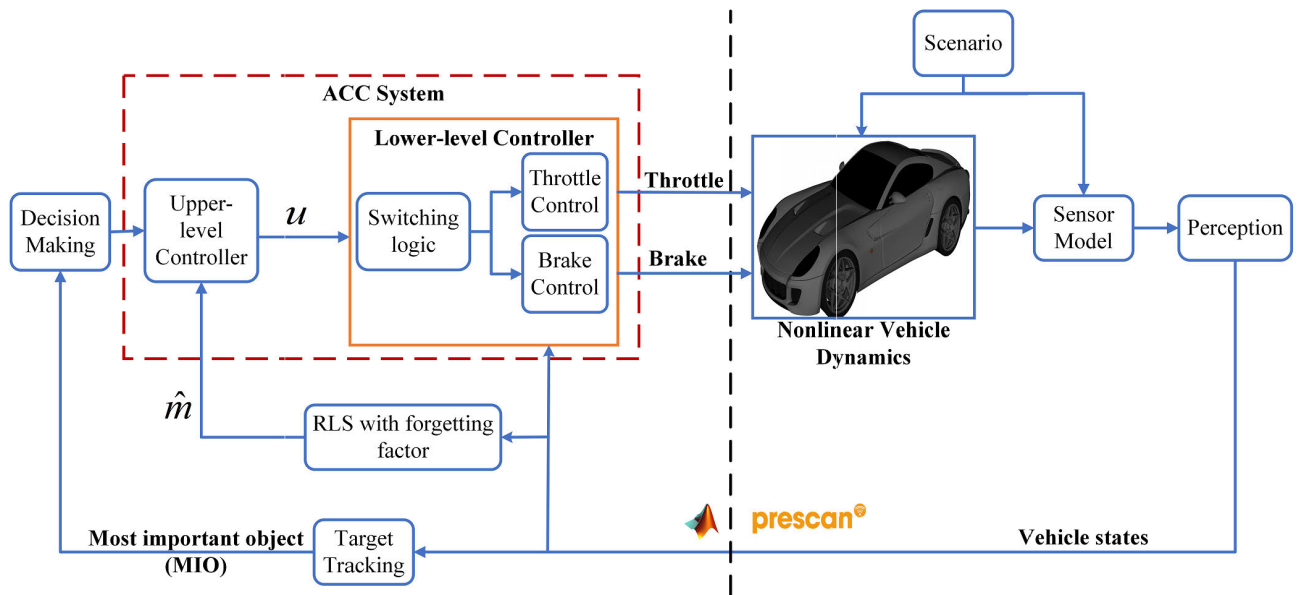 Scenario
ACC System
Lower-level Controller
Decision
Making
Upper-
level
Controller
u
Switching
logic
Throttle
Control
Brake
Control
Throttle
Brake
Nonlinear Vehicle
Dynamics
Sensor
Model
Perception
m̂
RLS with forgetting
factor
prescan
Most important object
(MIO)
Target
Tracking
Vehicle states